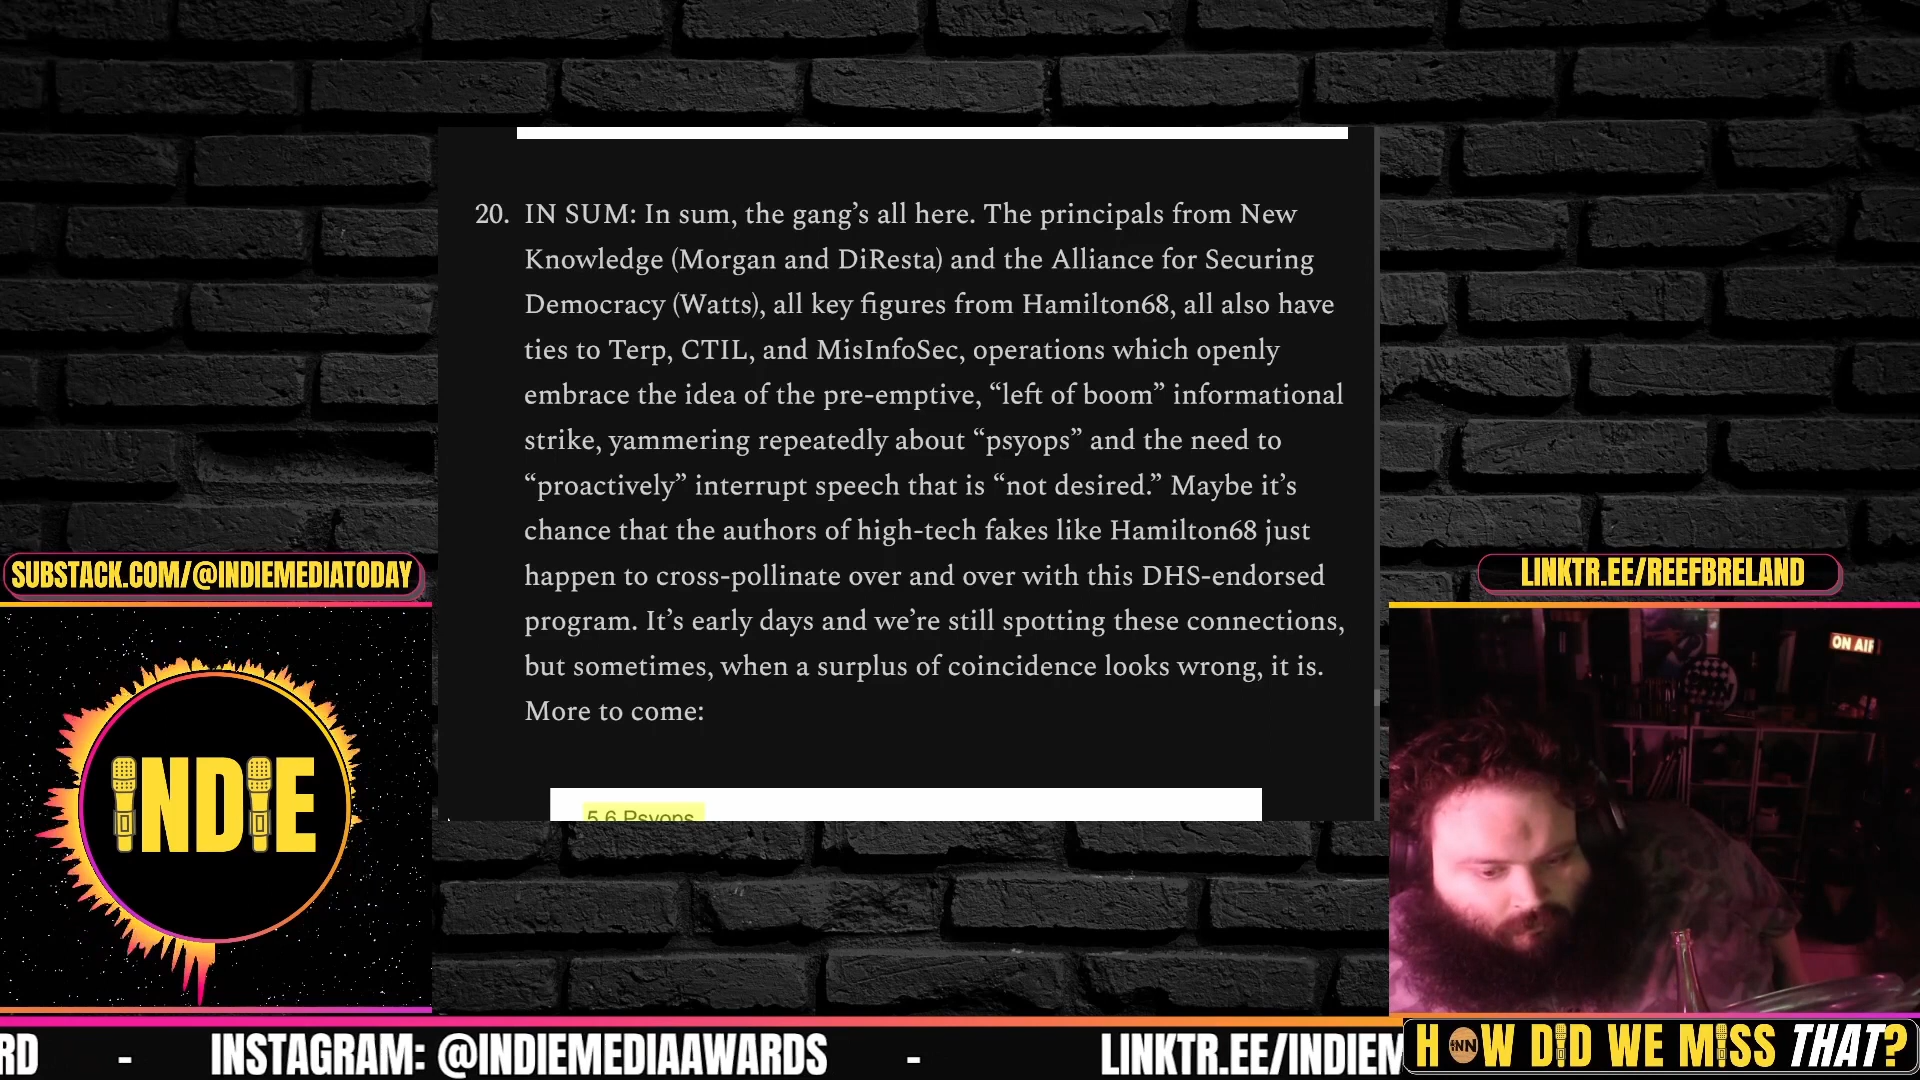 20. IN SUM: In sum, the gang’s all here. The principals from New
Knowledge (Morgan and DiResta) and the Alliance for Securing
Democracy (Watts), all key figures from Hamilton68, all also have
ties to Terp, CTIL, and MisInfoSec, operations which openly
embrace the idea of the pre-emptive, “left of boom” informational
strike, yammering repeatedly about “psyops” and the need to
“proactively” interrupt speech that is “not desired.” Maybe it’s
chance that the authors of high-tech fakes like Hamilton68 just
happen to cross-pollinate over and over with this DHS-endorsed
program. It’s early days and we’re still spotting these connections,
but sometimes, when a surplus of coincidence looks wrong, it is.
More to come:
5.6 Psyops
SUBSTACK.COM/@INDIEMEDIATODAY
INDIE
LINKTR.EE/REEFBRELAND
ON AIR
RD - INSTAGRAM: @INDIEMEDIAAWARDS - LINKTR.EE/INDIEM
HOW DID WE MISS THAT?
INN